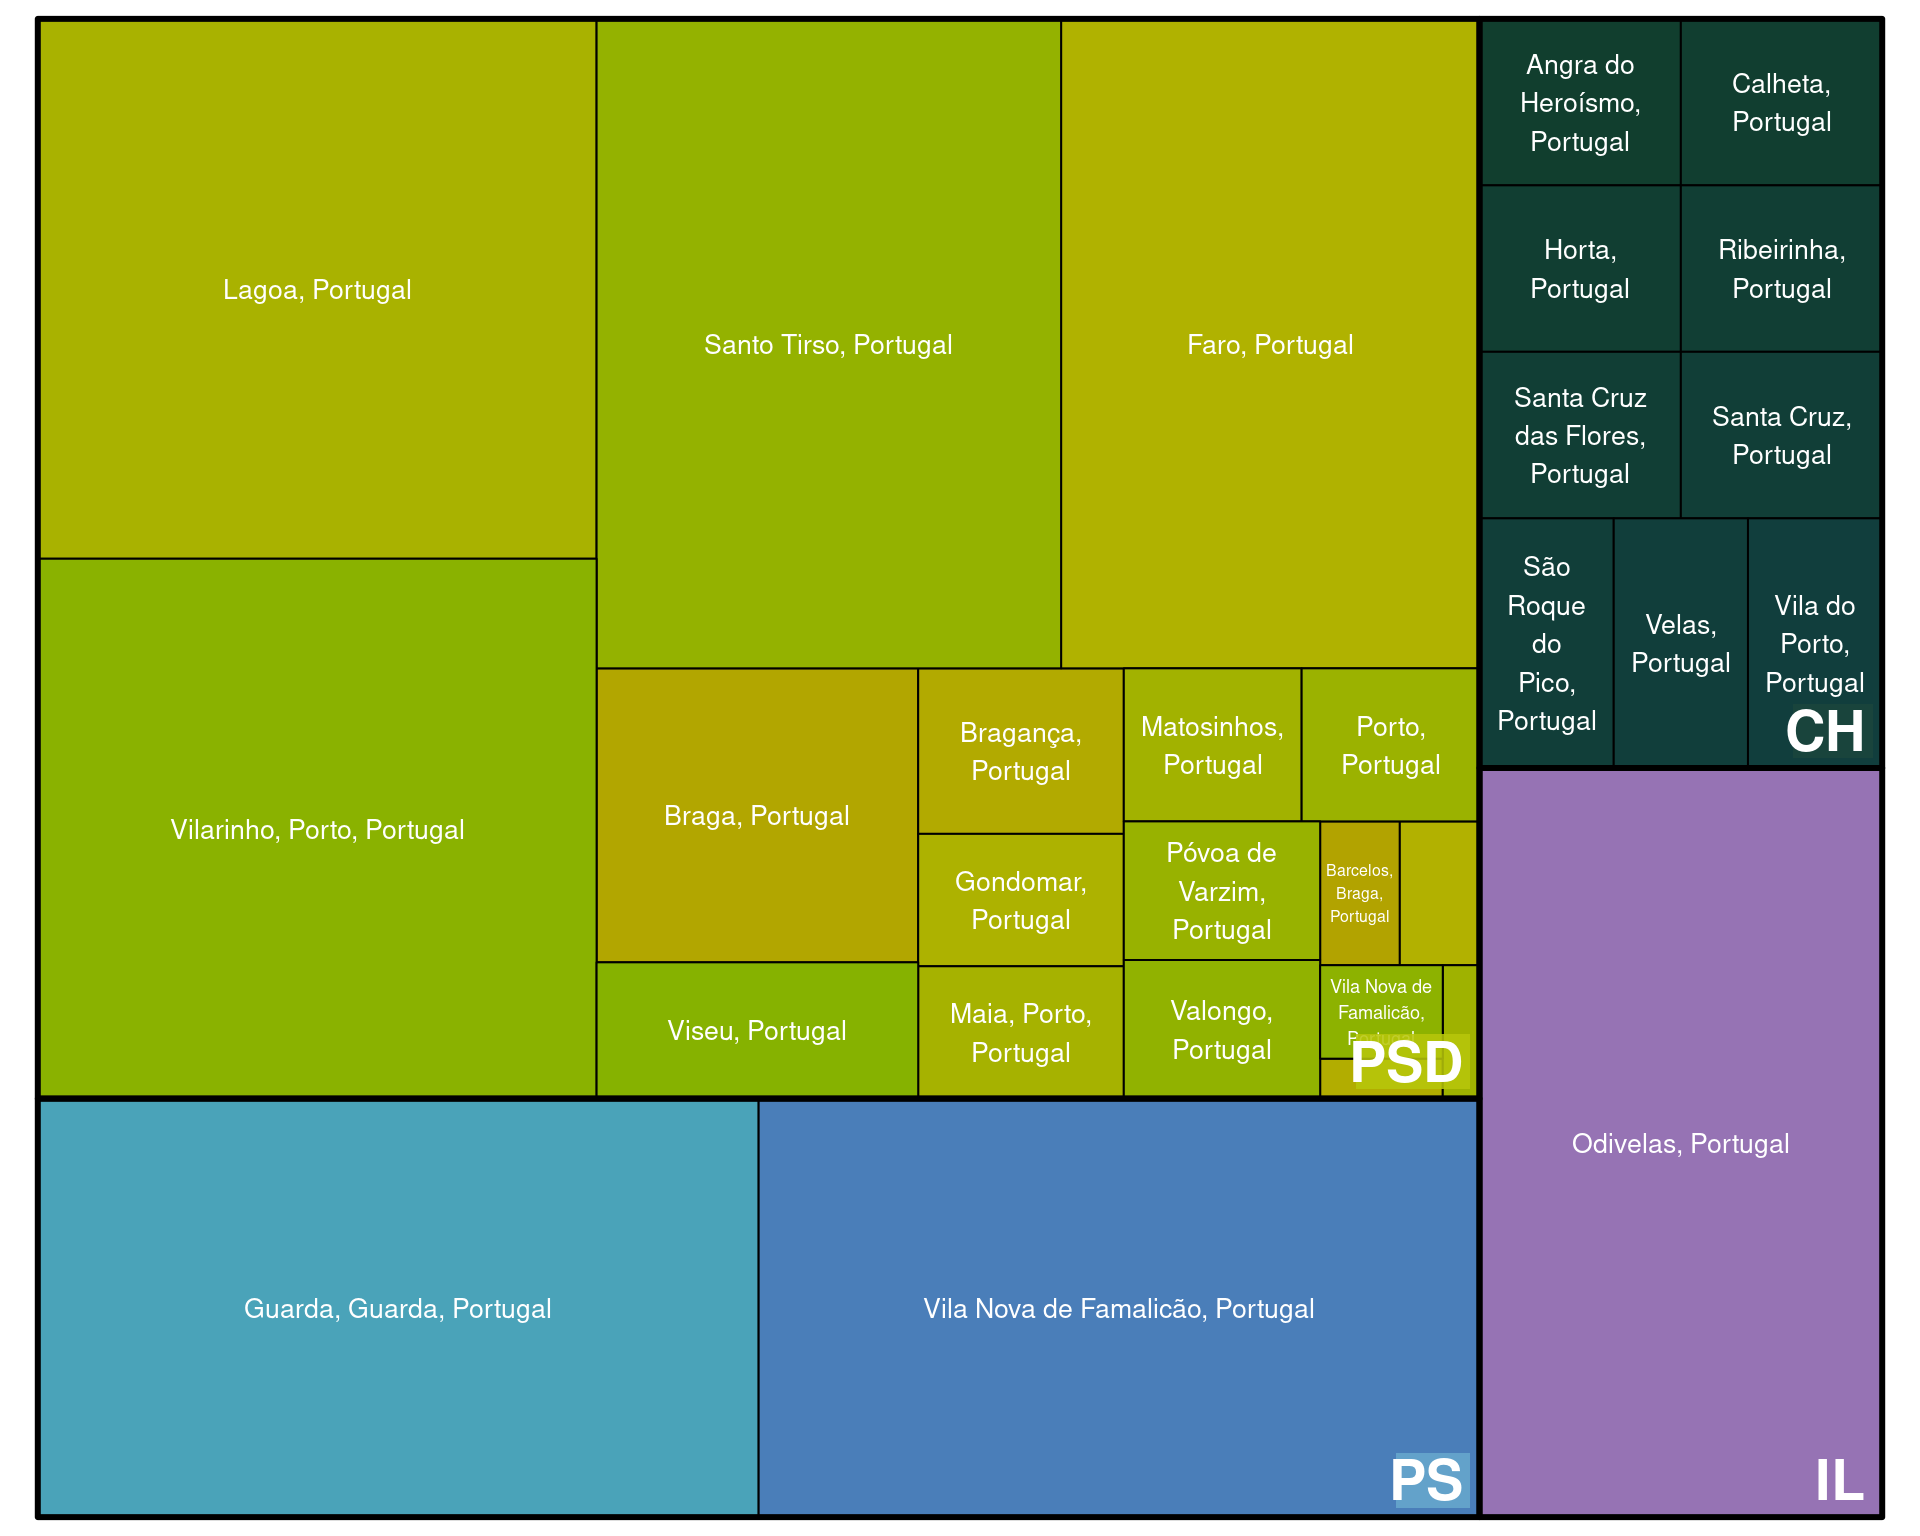 Lagoa, Portugal
Santo Tirso, Portugal
Faro, Portugal
Vilarinho, Porto, Portugal
Braga, Portugal
Viseu, Portugal
Bragança,
Portugal
Gondomar,
Portugal
Maia, Porto,
Portugal
Matosinhos,
Portugal
Porto,
Portugal
Póvoa de
Varzim,
Portugal
Valongo,
Portugal
Barcelos,
Braga,
Portugal
Vila Nova de
Famalicão,
Portugal
PSD
Guarda, Guarda, Portugal
Vila Nova de Famalicão, Portugal
PS
Angra do
Heroísmo,
Portugal
Calheta,
Portugal
Horta,
Portugal
Ribeirinha,
Portugal
Santa Cruz
das Flores,
Portugal
Santa Cruz,
Portugal
São
Roque
do
Pico,
Portugal
Velas,
Portugal
Vila do
Porto,
Portugal
CH
Odivelas, Portugal
IL